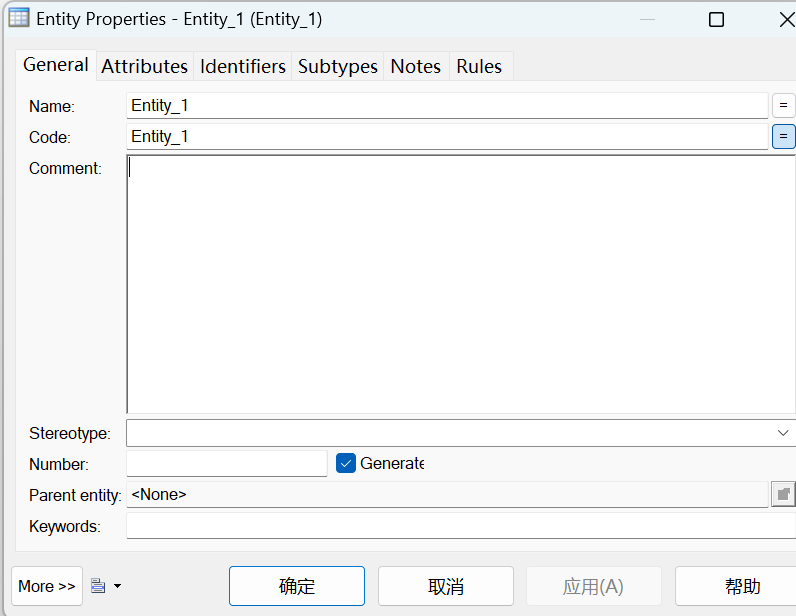 Entity Properties - Entity_1 (Entity_1)
General Attributes Identifiers Subtypes Notes Rules
Name: Entity_1 =
Code: Entity_1 =
Comment:
Stereotype:
Number: Generate
Parent entity: <None>
Keywords:
More >> 确定 取消 应用(A) 帮助